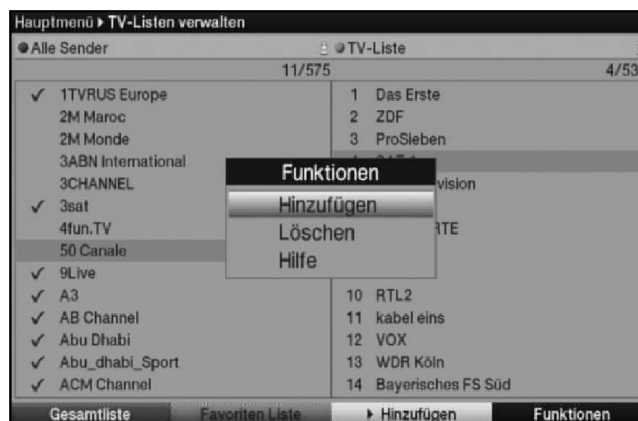 Hauptmenü ▸ TV-Listen verwalten
Alle Sender
11/575
✓ 1TVRUS Europe
2M Maroc
2M Monde
3ABN International
3CHANNEL
✓ 3sat
4fun.TV
50 Canale
✓ 9Live
✓ A3
✓ AB Channel
✓ Abu Dhabi
✓ Abu_dhabi_Sport
✓ ACM Channel
TV-Liste
4/53
1 Das Erste
2 ZDF
3 ProSieben
vision
RTE
10 RTL2
11 kabel eins
12 VOX
13 WDR Köln
14 Bayerisches FS Süd
Funktionen
Hinzufügen
Löschen
Hilfe
Gesamtliste
Favoriten Liste
▸ Hinzufügen
Funktionen